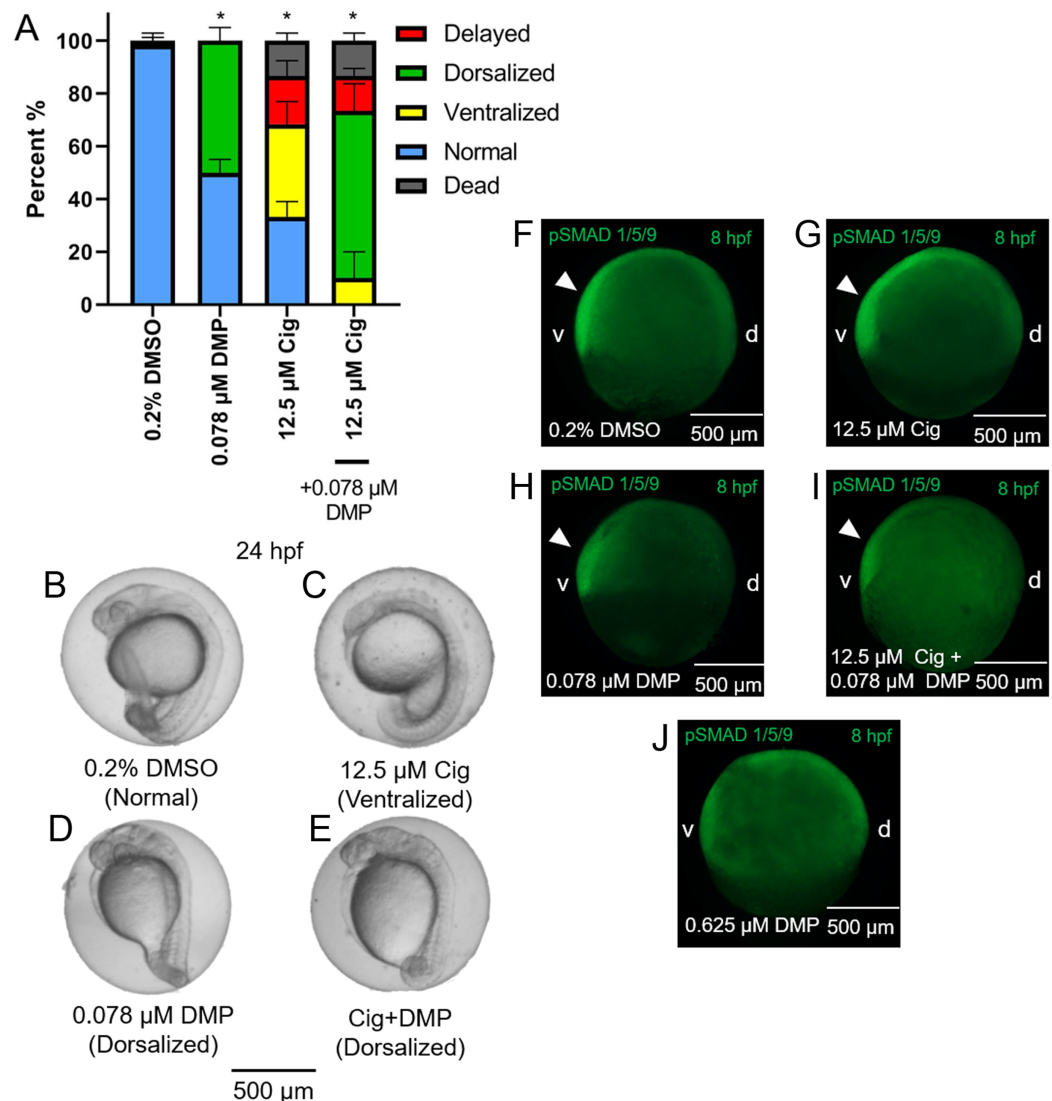 A
Percent %
100
80
60
40
20
0
*
*
*
0.2% DMSO
0.078 µM DMP
12.5 µM Cig
12.5 µM Cig
+0.078 µM
DMP
Delayed
Dorsalized
Ventralized
Normal
Dead
24 hpf
B
0.2% DMSO
(Normal)
C
12.5 µM Cig
(Ventralized)
D
0.078 µM DMP
(Dorsalized)
E
Cig+DMP
(Dorsalized)
500 µm
F
pSMAD 1/5/9 8 hpf
v d
0.2% DMSO 500 µm
G
pSMAD 1/5/9 8 hpf
v d
12.5 µM Cig 500 µm
H
pSMAD 1/5/9 8 hpf
v d
0.078 µM DMP 500 µm
I
pSMAD 1/5/9 8 hpf
v d
12.5 µM Cig +
0.078 µM DMP 500 µm
J
pSMAD 1/5/9 8 hpf
v d
0.625 µM DMP 500 µm